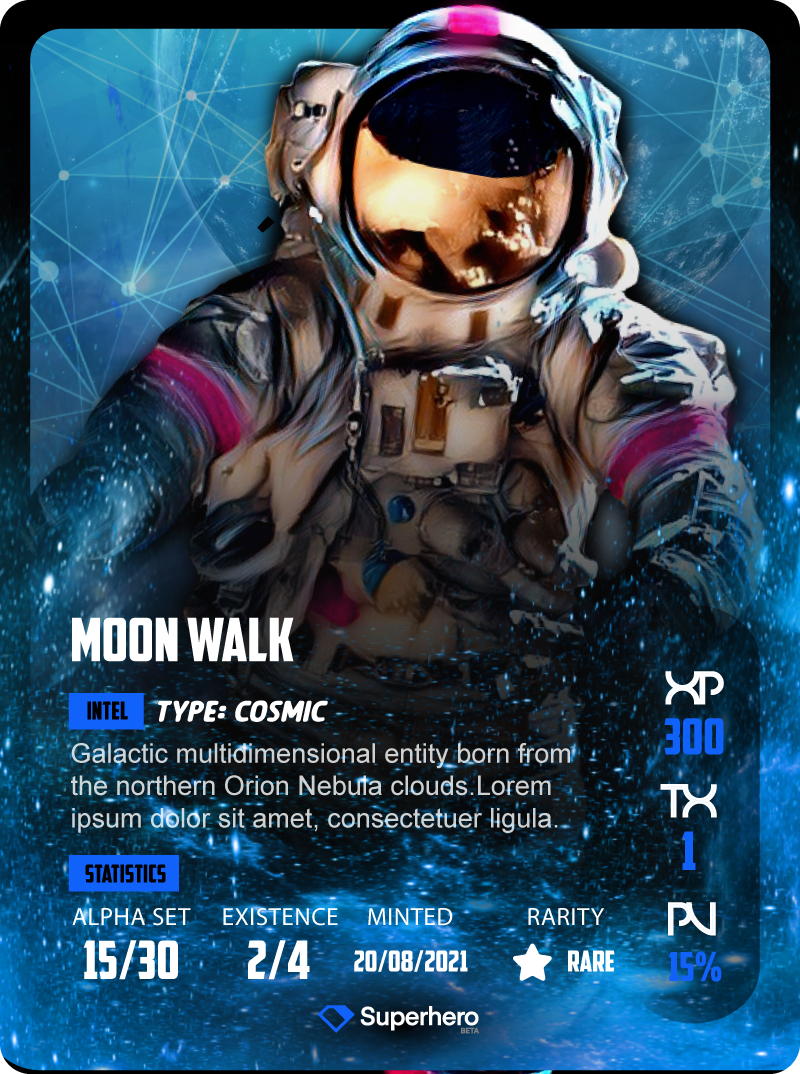 MOON WALK
INTEL TYPE: COSMIC
Galactic multidimensional entity born from
the northern Orion Nebula clouds.Lorem
ipsum dolor sit amet, consectetuer ligula.
STATISTICS
ALPHA SET EXISTENCE MINTED RARITY
15/30 2/4 20/08/2021 RARE
XP
300
TX
1
PV
15%
Superhero
BETA